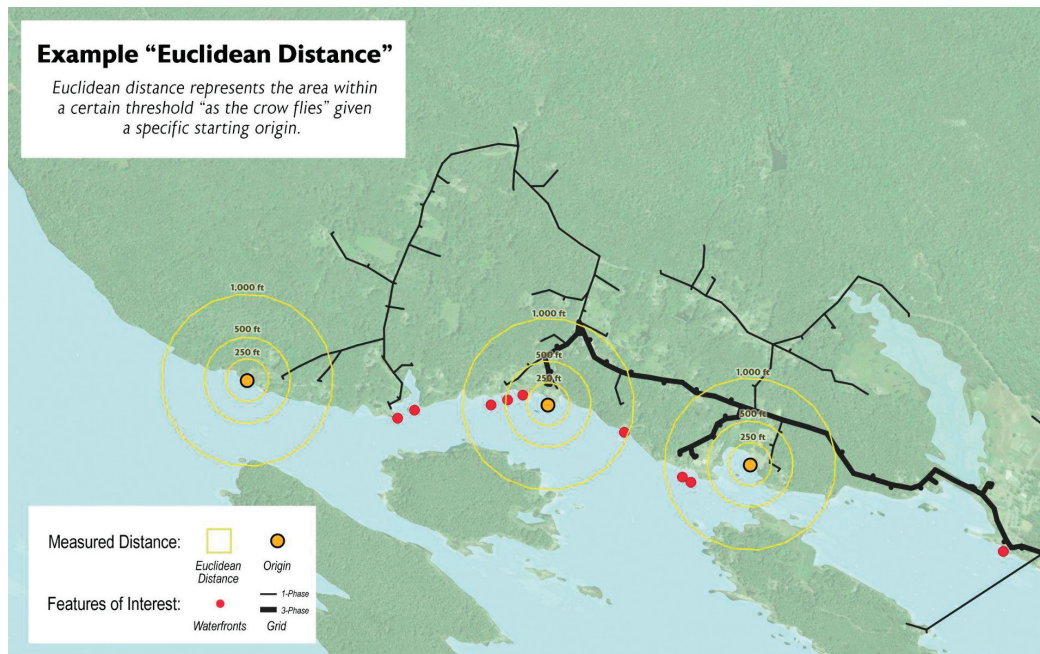 Example “Euclidean Distance”
Euclidean distance represents the area within
a certain threshold “as the crow flies” given
a specific starting origin.
1,000 ft
500 ft
250 ft
1,000 ft
500 ft
250 ft
1,000 ft
500 ft
250 ft
Measured Distance:
Euclidean
Distance
Origin
Features of Interest:
Waterfronts
1-Phase
3-Phase
Grid